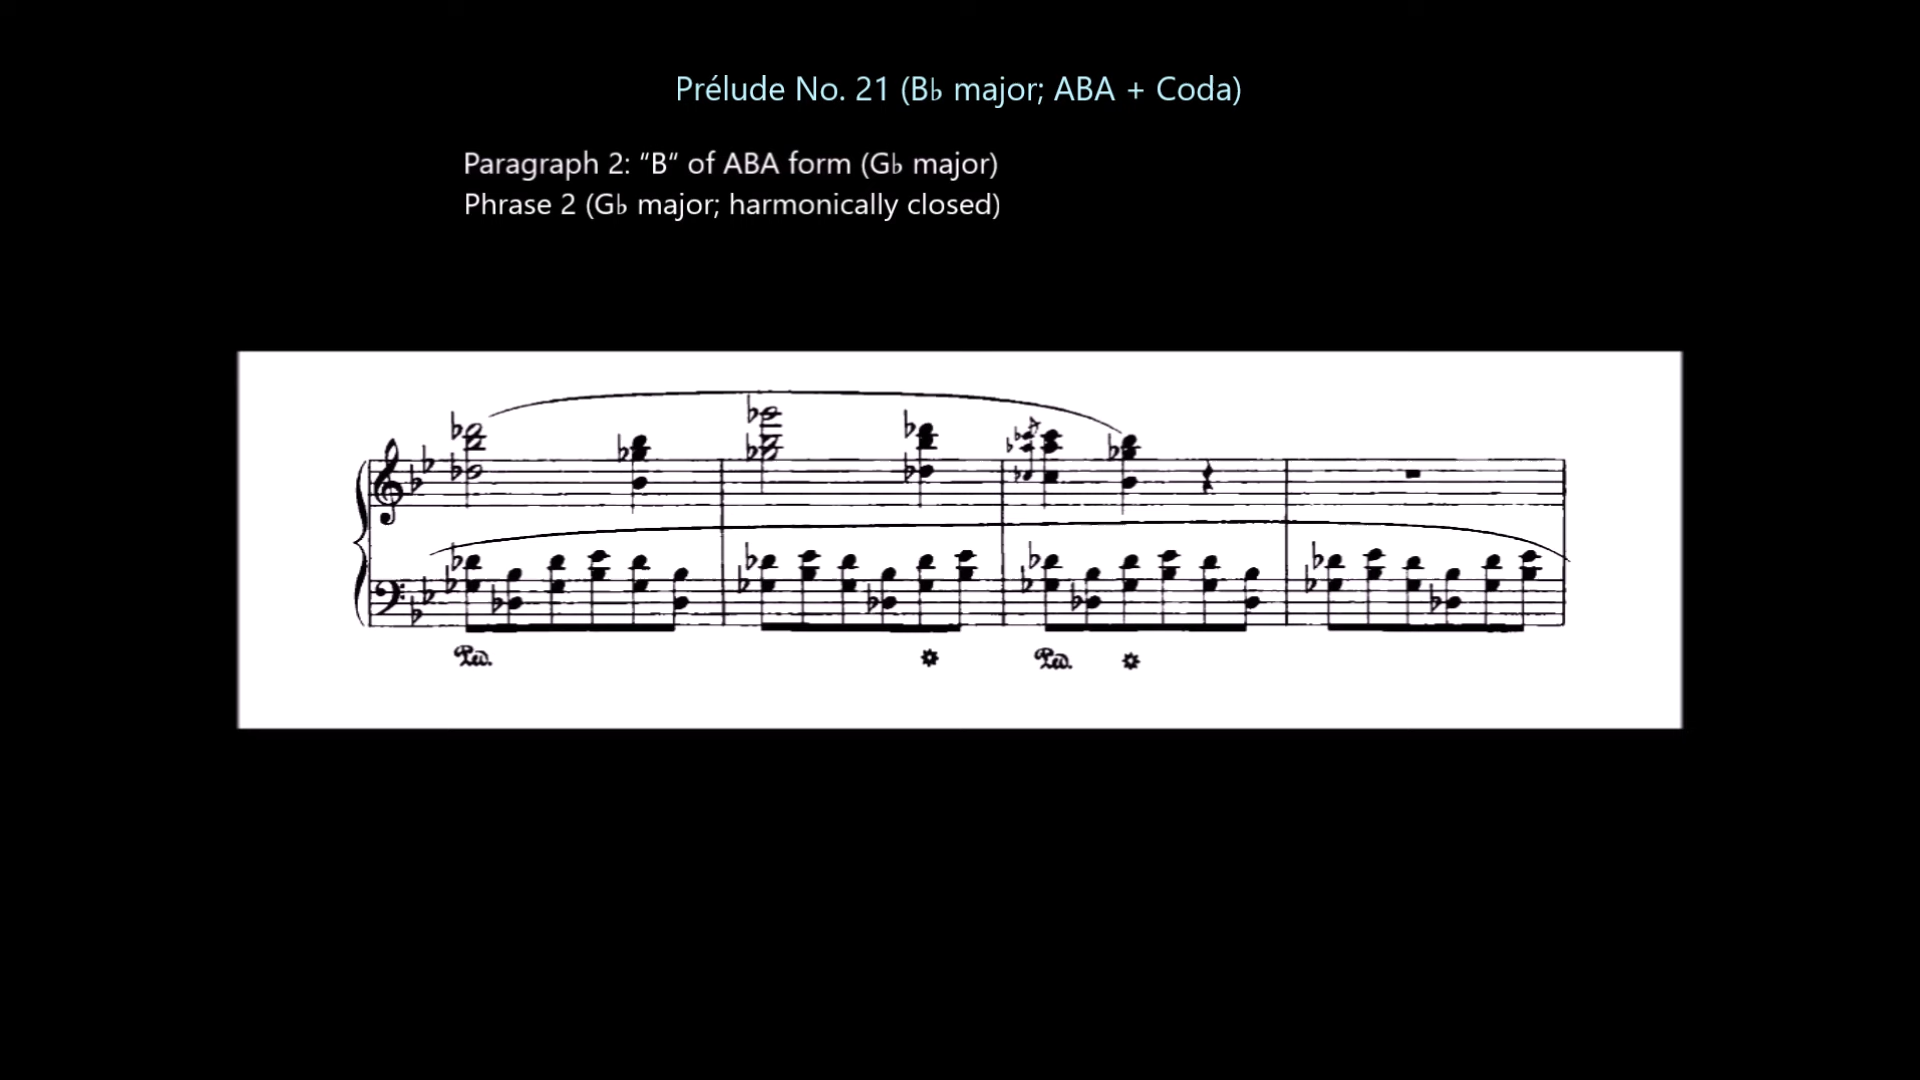 Prélude No. 21 (B♭ major; ABA + Coda)
Paragraph 2: “B“ of ABA form (G♭ major)
Phrase 2 (G♭ major; harmonically closed)
Ped. Ped.